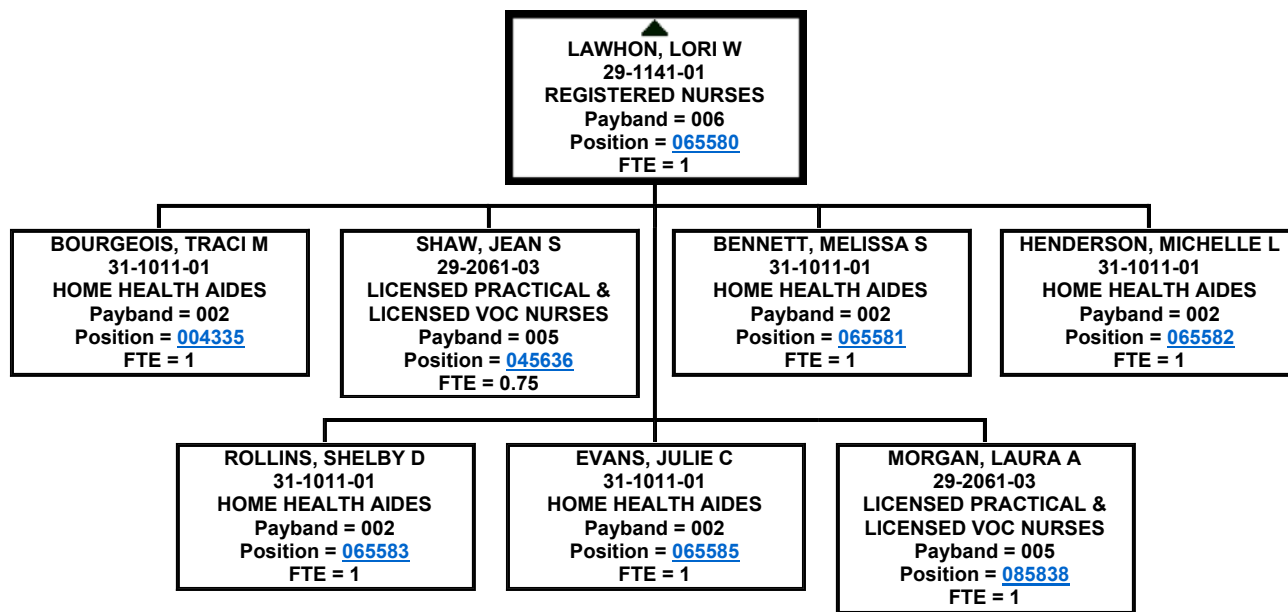 LAWHON, LORI W
29-1141-01
REGISTERED NURSES
Payband = 006
Position = 065580
FTE = 1
BOURGEOIS, TRACI M
31-1011-01
HOME HEALTH AIDES
Payband = 002
Position = 004335
FTE = 1
SHAW, JEAN S
29-2061-03
LICENSED PRACTICAL &
LICENSED VOC NURSES
Payband = 005
Position = 045636
FTE = 0.75
BENNETT, MELISSA S
31-1011-01
HOME HEALTH AIDES
Payband = 002
Position = 065581
FTE = 1
HENDERSON, MICHELLE L
31-1011-01
HOME HEALTH AIDES
Payband = 002
Position = 065582
FTE = 1
ROLLINS, SHELBY D
31-1011-01
HOME HEALTH AIDES
Payband = 002
Position = 065583
FTE = 1
EVANS, JULIE C
31-1011-01
HOME HEALTH AIDES
Payband = 002
Position = 065585
FTE = 1
MORGAN, LAURA A
29-2061-03
LICENSED PRACTICAL &
LICENSED VOC NURSES
Payband = 005
Position = 085838
FTE = 1